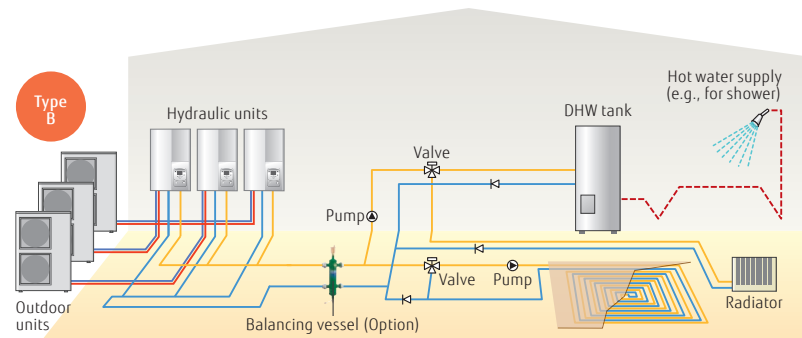 Type
B
Hydraulic units
Hot water supply
(e.g., for shower)
DHW tank
Valve
Pump
Valve
Pump
Radiator
Outdoor
units
Balancing vessel (Option)